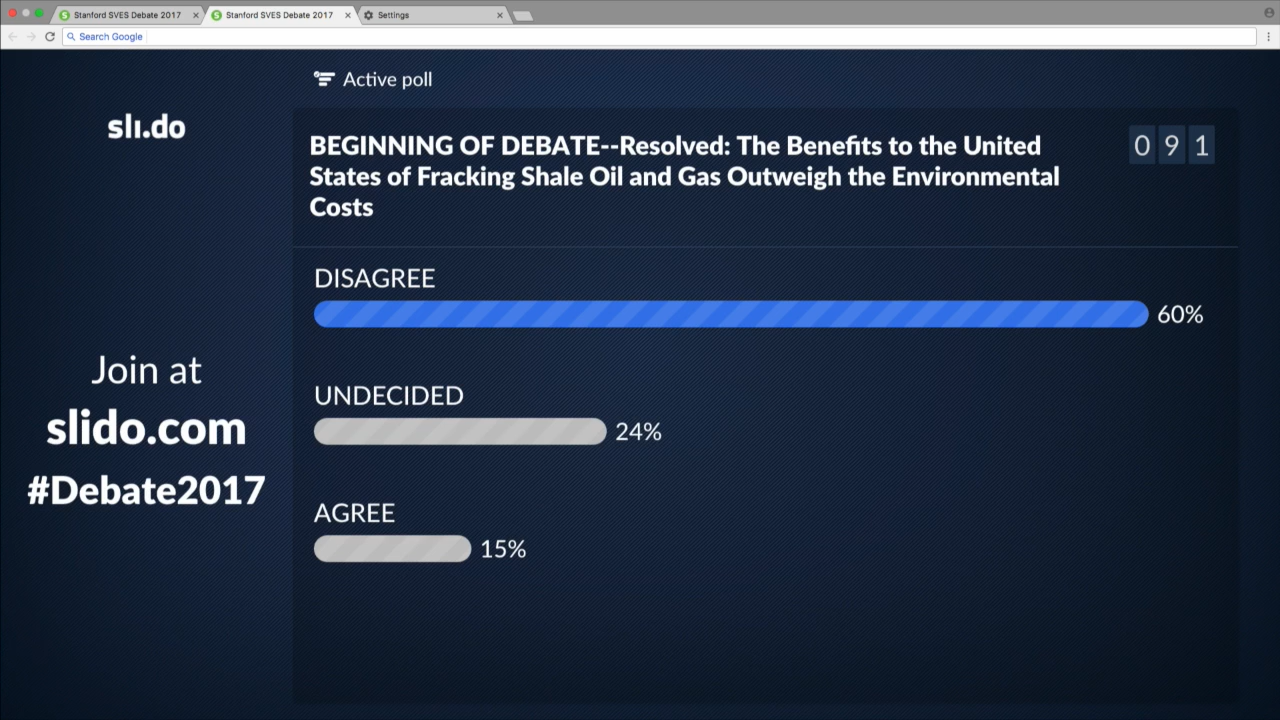 Stanford SVES Debate 2017
Stanford SVES Debate 2017
Settings
Search Google
Active poll
sli.do
BEGINNING OF DEBATE--Resolved: The Benefits to the United
States of Fracking Shale Oil and Gas Outweigh the Environmental
Costs
0 9 1
DISAGREE
60%
UNDECIDED
24%
AGREE
15%
Join at
slido.com
#Debate2017